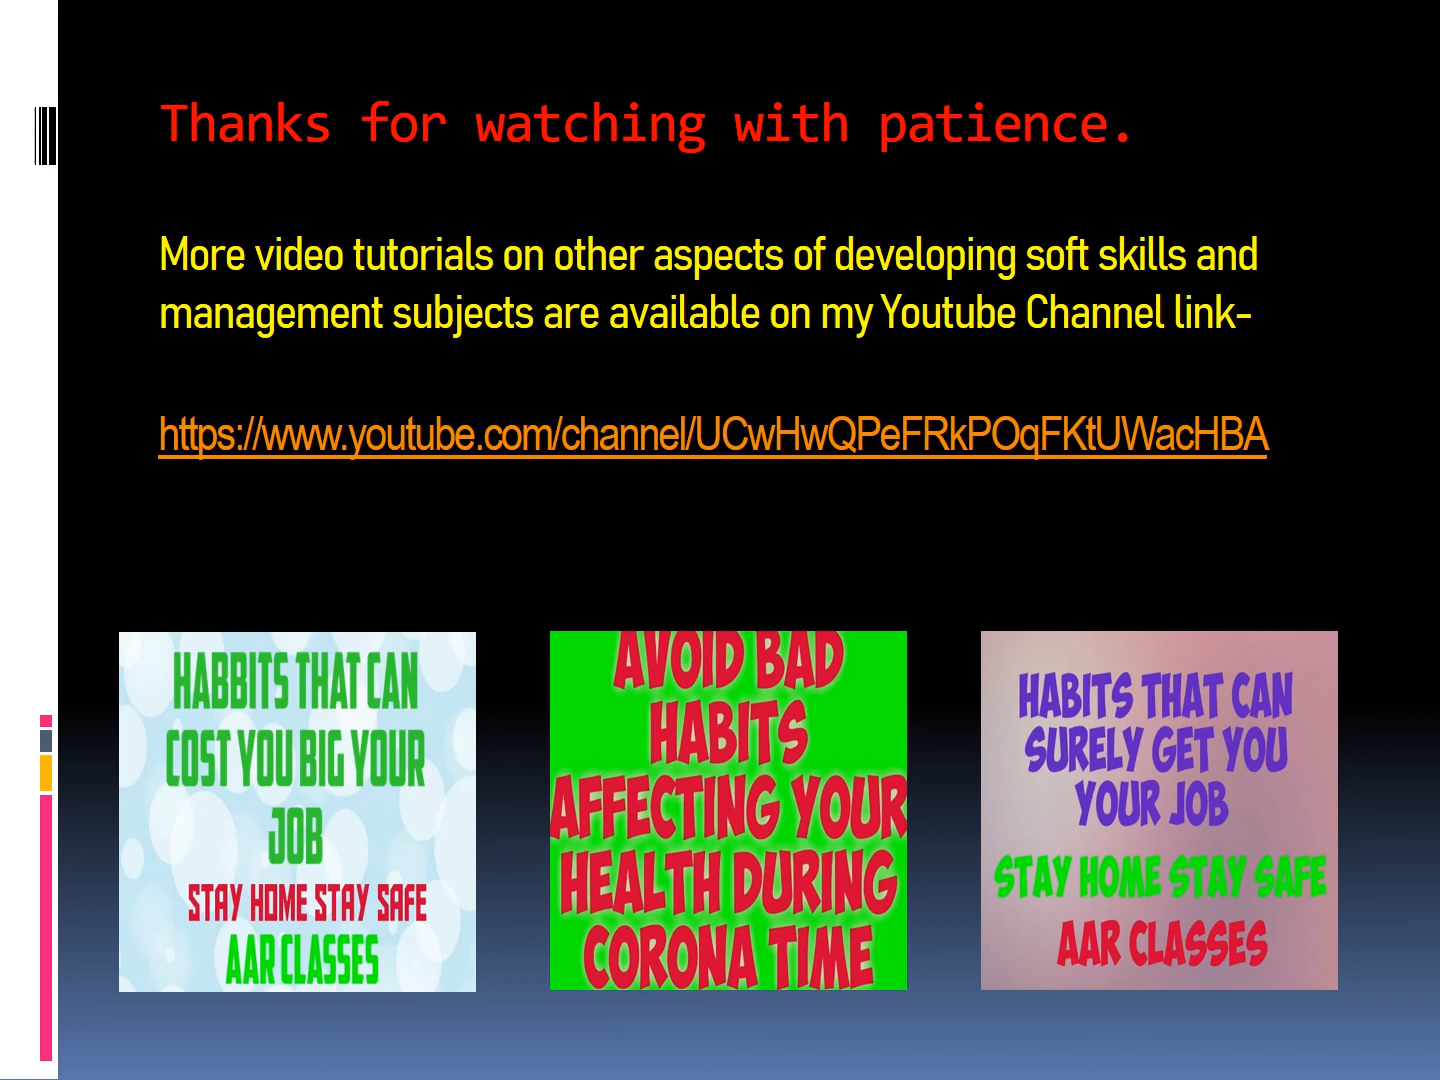 Thanks for watching with patience.
More video tutorials on other aspects of developing soft skills and
management subjects are available on my Youtube Channel link-
https://www.youtube.com/channel/UCwHwQPeFRkPOqFKtUWacHBA
HABBITS THAT CAN
COST YOU BIG YOUR
JOB
STAY HOME STAY SAFE
AAR CLASSES
AVOID BAD
HABITS
AFFECTING YOUR
HEALTH DURING
CORONA TIME
HABITS THAT CAN
SURELY GET YOU
YOUR JOB
STAY HOME STAY SAFE
AAR CLASSES